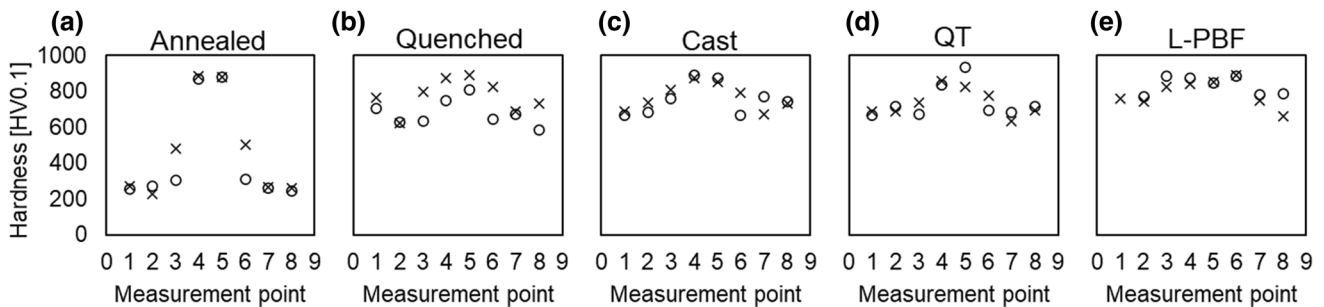 (a) (b) (c) (d) (e)
Annealed Quenched Cast QT L-PBF
Hardness [HV0.1]
1000
800
600
400
200
0
0 1 2 3 4 5 6 7 8 9 0 1 2 3 4 5 6 7 8 9 0 1 2 3 4 5 6 7 8 9 0 1 2 3 4 5 6 7 8 9 0 1 2 3 4 5 6 7 8 9
Measurement point Measurement point Measurement point Measurement point Measurement point